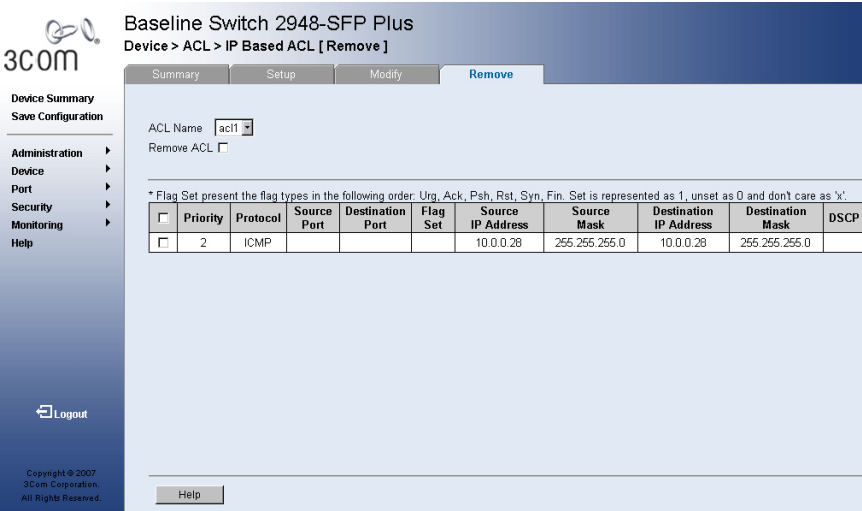 3COM
Baseline Switch 2948-SFP Plus
Device > ACL > IP Based ACL [ Remove ]
Summary Setup Modify Remove
Device Summary
Save Configuration
Administration
Device
Port
Security
Monitoring
Help
Logout
Copyright © 2007
3Com Corporation.
All Rights Reserved.
ACL Name acl1
Remove ACL
* Flag Set present the flag types in the following order: Urg, Ack, Psh, Rst, Syn, Fin. Set is represented as 1, unset as 0 and don't care as 'x'.
Priority Protocol Source Port Destination Port Flag Set Source IP Address Source Mask Destination IP Address Destination Mask DSCP
2 ICMP 10.0.0.28 255.255.255.0 10.0.0.28 255.255.255.0
Help